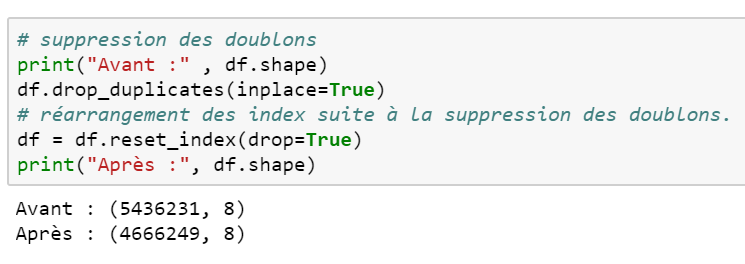 # suppression des doublons
print("Avant :" , df.shape)
df.drop_duplicates(inplace=True)
# réarrangement des index suite à la suppression des doublons.
df = df.reset_index(drop=True)
print("Après :", df.shape)
Avant : (5436231, 8)
Après : (4666249, 8)